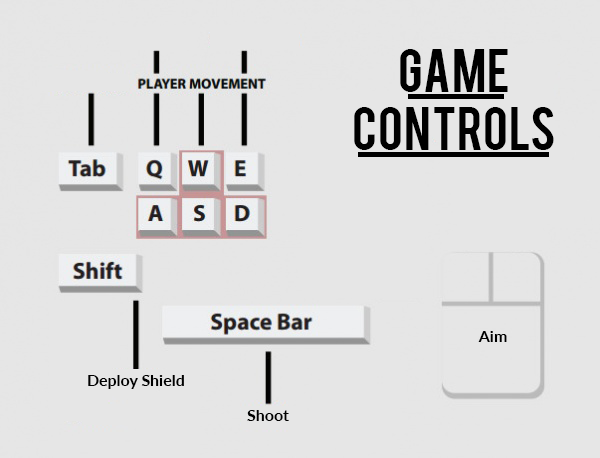 GAME
CONTROLS
PLAYER MOVEMENT
Tab
Q
W
E
A
S
D
Shift
Space Bar
Aim
Deploy Shield
Shoot